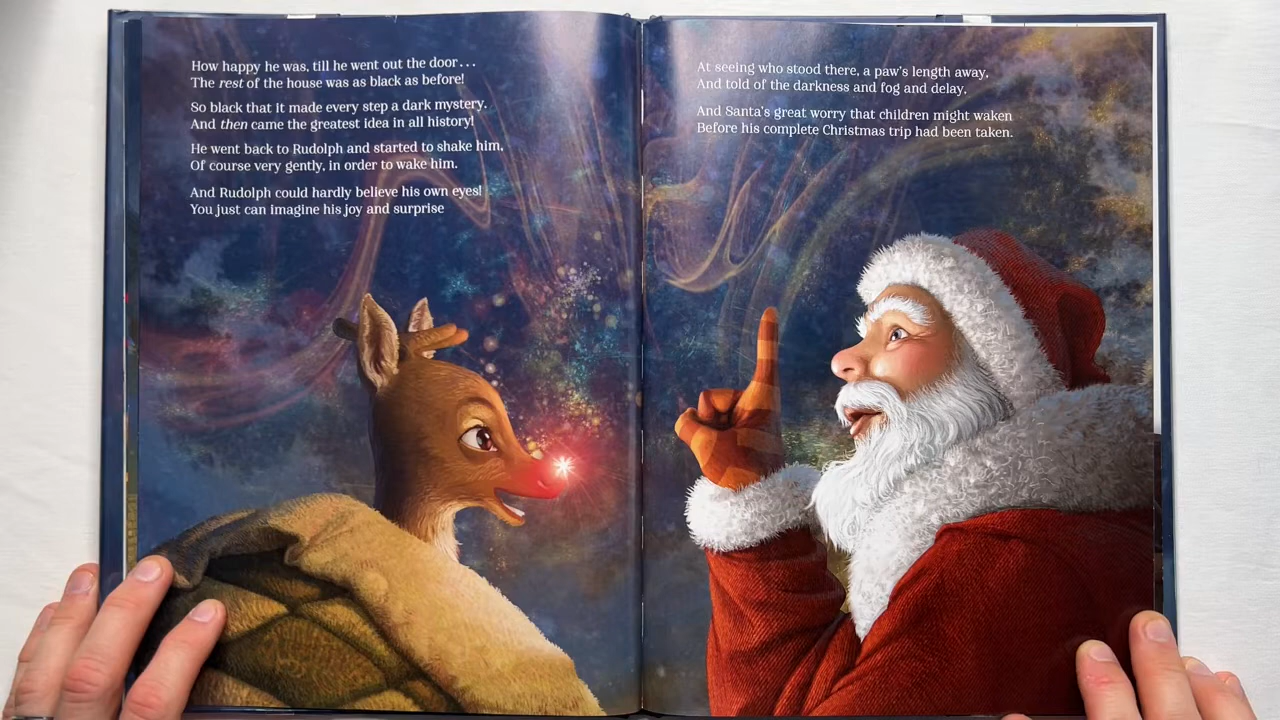 How happy he was, till he went out the door...
The rest of the house was as black as before!
So black that it made every step a dark mystery.
And then came the greatest idea in all history!
He went back to Rudolph and started to shake him,
Of course very gently, in order to wake him.
And Rudolph could hardly believe his own eyes!
You just can imagine his joy and surprise
At seeing who stood there, a paw's length away,
And told of the darkness and fog and delay.
And Santa's great worry that children might waken
Before his complete Christmas trip had been taken.